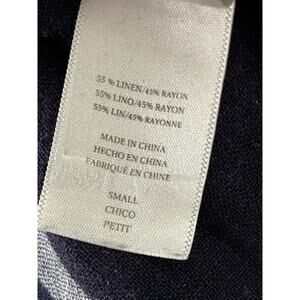 55 % LINEN/45% RAYON
55% LINO/45% RAYON
55% LIN/45% RAYONNE
MADE IN CHINA
HECHO EN CHINA
FABRIQUÉ EN CHINE
SMALL
CHICO
PETIT